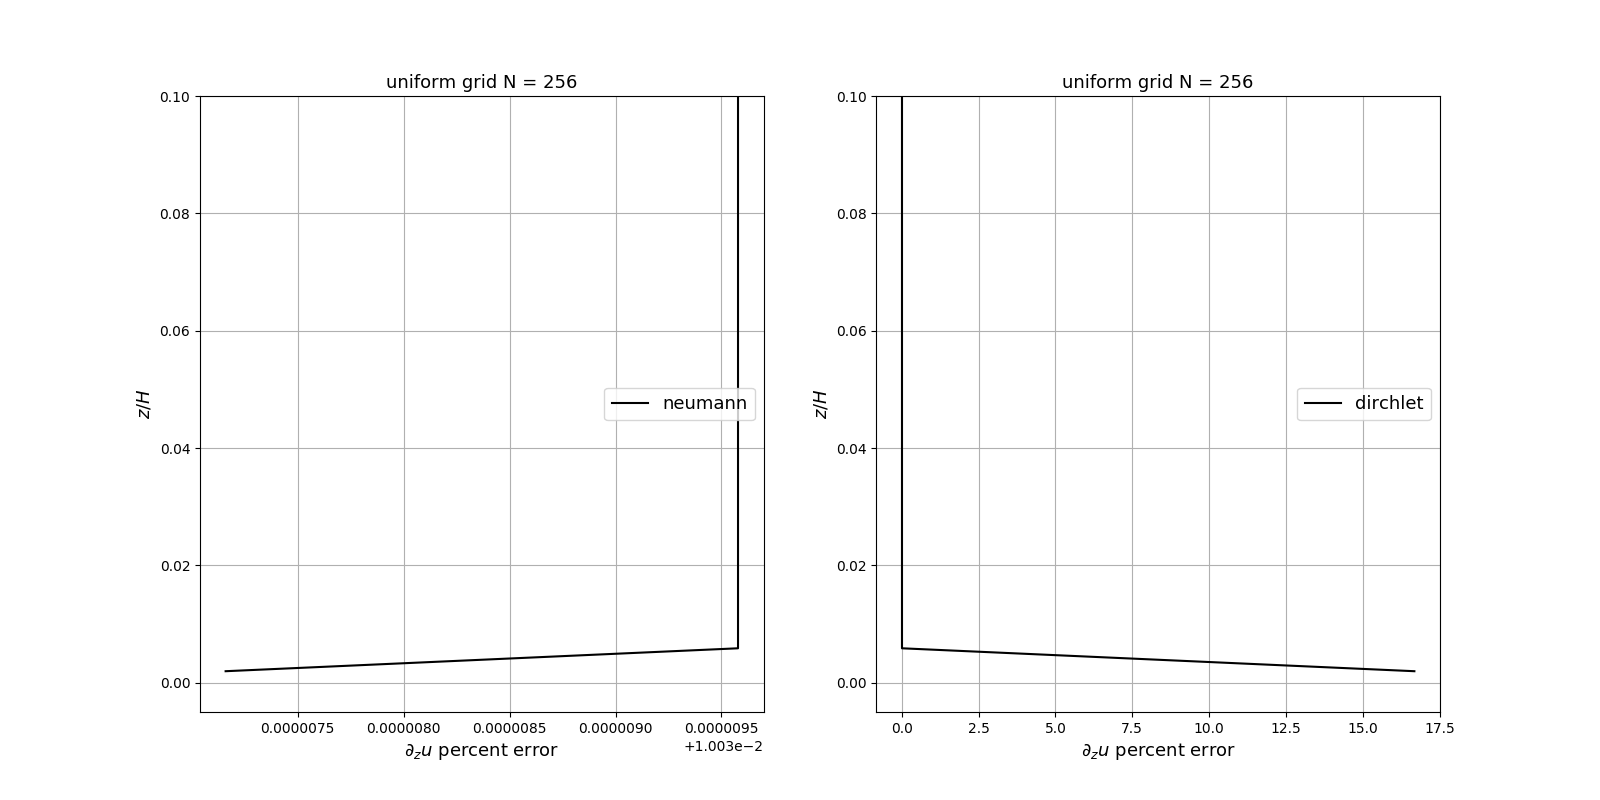 uniform grid N = 256
0.10
0.08
0.06
0.04
0.02
0.00
z/H
neumann
0.0000075 0.0000080 0.0000085 0.0000090 0.0000095
+1.003e−2
∂zu percent error
uniform grid N = 256
0.10
0.08
0.06
0.04
0.02
0.00
z/H
dirchlet
0.0 2.5 5.0 7.5 10.0 12.5 15.0 17.5
∂zu percent error